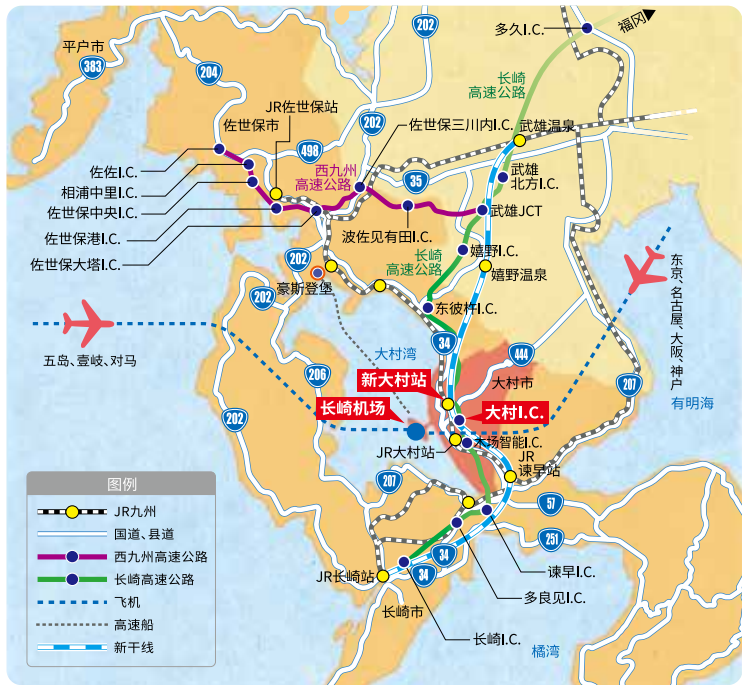 福冈
202
多久I.C.
平户市
383
204
长崎
高速公路
JR佐世保站
202
佐世保市
佐世保三川内I.C.
武雄温泉
498
佐佐I.C.
西九州
高速公路
35
武雄
北方I.C.
相浦中里I.C.
佐世保中央I.C.
武雄JCT
佐世保港I.C.
波佐见有田I.C.
佐世保大塔I.C.
202
长崎
高速公路
嬉野I.C.
嬉野温泉
东京、名古屋、大阪、神户
豪斯登堡
202
东彼杵I.C.
34
五岛、壹岐、对马
大村湾
444
206
新大村站
大村市
207
长崎机场
大村I.C.
有明海
202
木场智能I.C.
JR大村站
JR
谏早站
207
57
251
图例
JR九州
国道、县道
西九州高速公路
长崎高速公路
飞机
高速船
新干线
34
34
JR长崎站
谏早I.C.
多良见I.C.
长崎市
长崎I.C.
橘湾